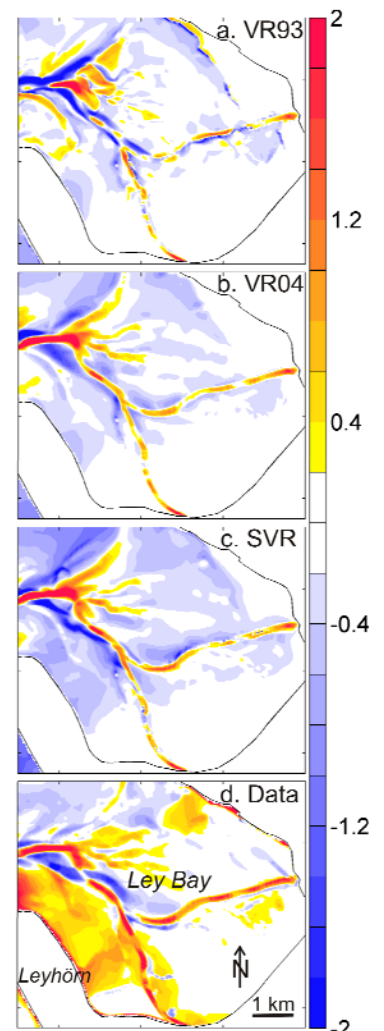 a. VR93
b. VR04
c. SVR
d. Data
Ley Bay
Leyhörn
N
1 km
2
1.2
0.4
-0.4
-1.2
-2